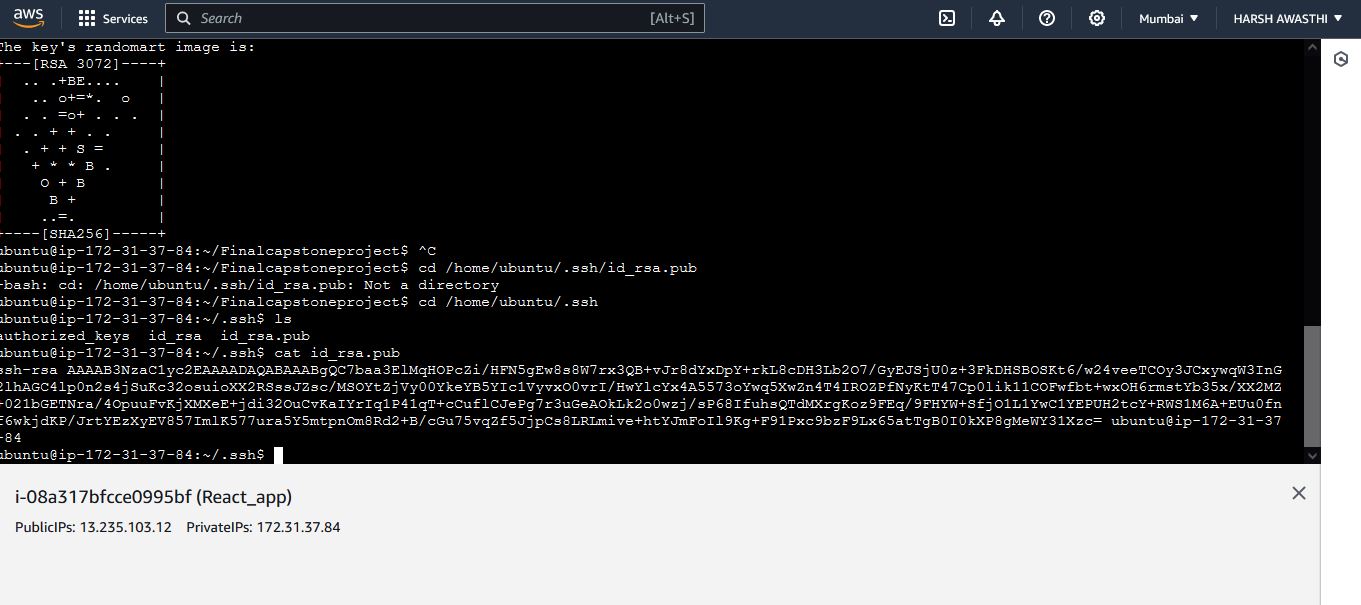 aws
Services
Search
[Alt+S]
Mumbai
HARSH AWASTHI
The key's randomart image is:
+---[RSA 3072]----+
   .. .+BE....    |
    .. o+=*.  o   |
   . . =o+ . . .  |
  . . + + . .     |
   . + + S =      |
    + * * B .     |
     O + B        |
      B +         |
     ..=.         |
+----[SHA256]-----+
ubuntu@ip-172-31-37-84:~/Finalcapstoneproject$ ^C
ubuntu@ip-172-31-37-84:~/Finalcapstoneproject$ cd /home/ubuntu/.ssh/id_rsa.pub
-bash: cd: /home/ubuntu/.ssh/id_rsa.pub: Not a directory
ubuntu@ip-172-31-37-84:~/Finalcapstoneproject$ cd /home/ubuntu/.ssh
ubuntu@ip-172-31-37-84:~/.ssh$ ls
authorized_keys  id_rsa  id_rsa.pub
ubuntu@ip-172-31-37-84:~/.ssh$ cat id_rsa.pub
ssh-rsa AAAAB3NzaC1yc2EAAAADAQABAAABgQC7baa3ElMqHOPcZi/HFN5gEw8s8W7rx3QB+vJr8dYxDpY+rkL8cDH3Lb2O7/GyEJSjU0z+3FkDHSBOSKt6/w24veeTCOy3JCxywqW3InG
2lhAGC4lp0n2s4jSuKc32osuioXX2RSssJZsc/MSOYtZjVy00YkeYB5YIc1VyvxO0vrI/HwYlcYx4A5573oYwq5XwZn4T4IROZPfNyKtT47Cp0lik11COFwfbt+wxOH6rmstYb35x/XX2MZ
+021bGETNra/4OpuuFvKjXMXeE+jdi32OuCvKaIYrIq1P41qT+cCuflCJePg7r3uGeAOkLk2o0wzj/sP68IfuhsQTdMXrgKoz9FEq/9FHYW+SfjO1L1YwC1YEPUH2tcY+RWS1M6A+EUu0fn
f6wkjdKP/JrtYEzXyEV857ImlK577ura5Y5mtpnOm8Rd2+B/cGu75vqZf5JjpCs8LRLmive+htYJmFoIl9Kg+F91Pxc9bzF9Lx65atTgB0I0kXP8gMeWY31Xzc= ubuntu@ip-172-31-37
-84
ubuntu@ip-172-31-37-84:~/.ssh$
i-08a317bfcce0995bf (React_app)
PublicIPs: 13.235.103.12    PrivateIPs: 172.31.37.84